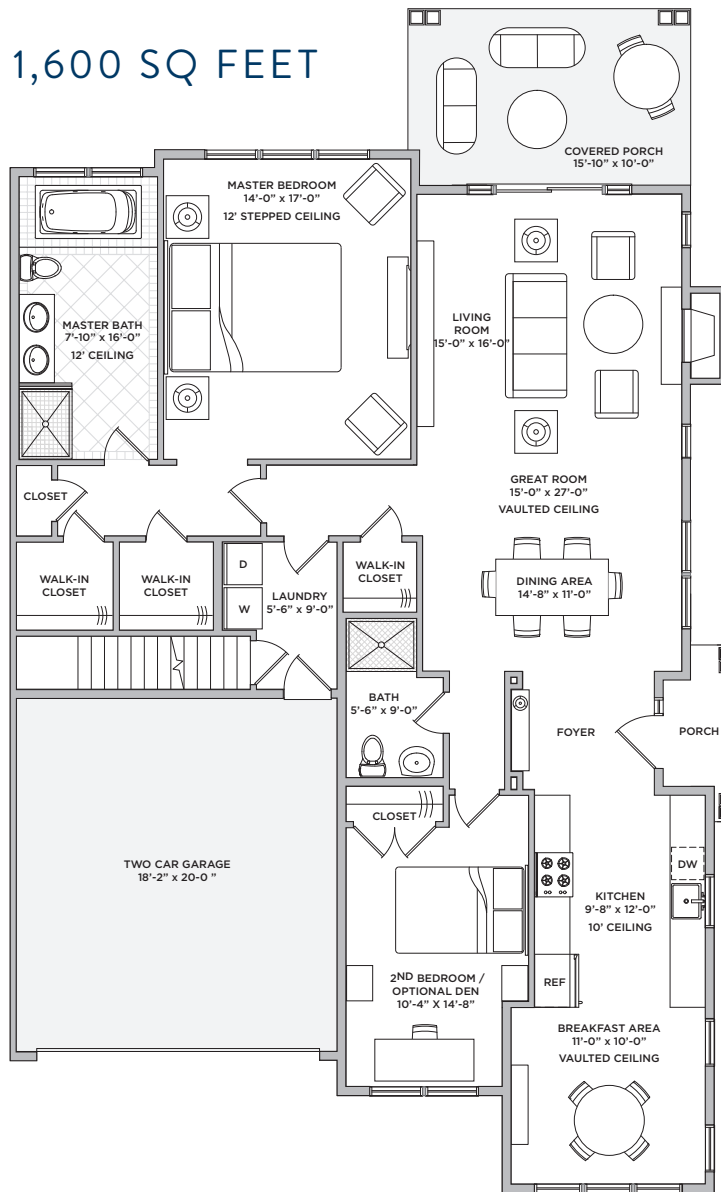 1,600 SQ FEET
COVERED PORCH
15'-10" x 10'-0"
MASTER BEDROOM
14'-0" x 17'-0"
12' STEPPED CEILING
MASTER BATH
7'-10" x 16'-0"
12' CEILING
LIVING
ROOM
15'-0" x 16'-0"
GREAT ROOM
15'-0" x 27'-0"
VAULTED CEILING
CLOSET
WALK-IN
CLOSET
WALK-IN
CLOSET
D
W
LAUNDRY
5'-6" x 9'-0"
WALK-IN
CLOSET
DINING AREA
14'-8" x 11'-0"
BATH
5'-6" x 9'-0"
FOYER
PORCH
CLOSET
TWO CAR GARAGE
18'-2" x 20-0 "
DW
KITCHEN
9'-8" x 12'-0"
10' CEILING
REF
2ND BEDROOM /
OPTIONAL DEN
10'-4" X 14'-8"
BREAKFAST AREA
11'-0" x 10'-0"
VAULTED CEILING